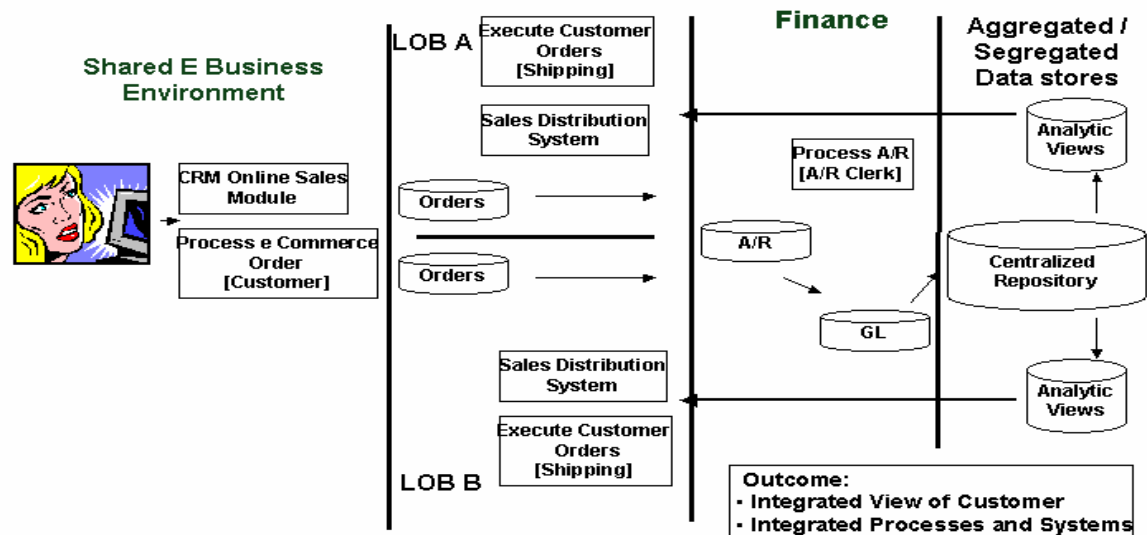 Shared E Business
Environment
CRM Online Sales
Module
Process e Commerce
Order
[Customer]
LOB A
Execute Customer
Orders
[Shipping]
Sales Distribution
System
Orders
Orders
Sales Distribution
System
Execute Customer
Orders
[Shipping]
LOB B
Finance
Process A/R
[A/R Clerk]
A/R
GL
Aggregated /
Segregated
Data stores
Analytic
Views
Centralized
Repository
Analytic
Views
Outcome:
- Integrated View of Customer
- Integrated Processes and Systems